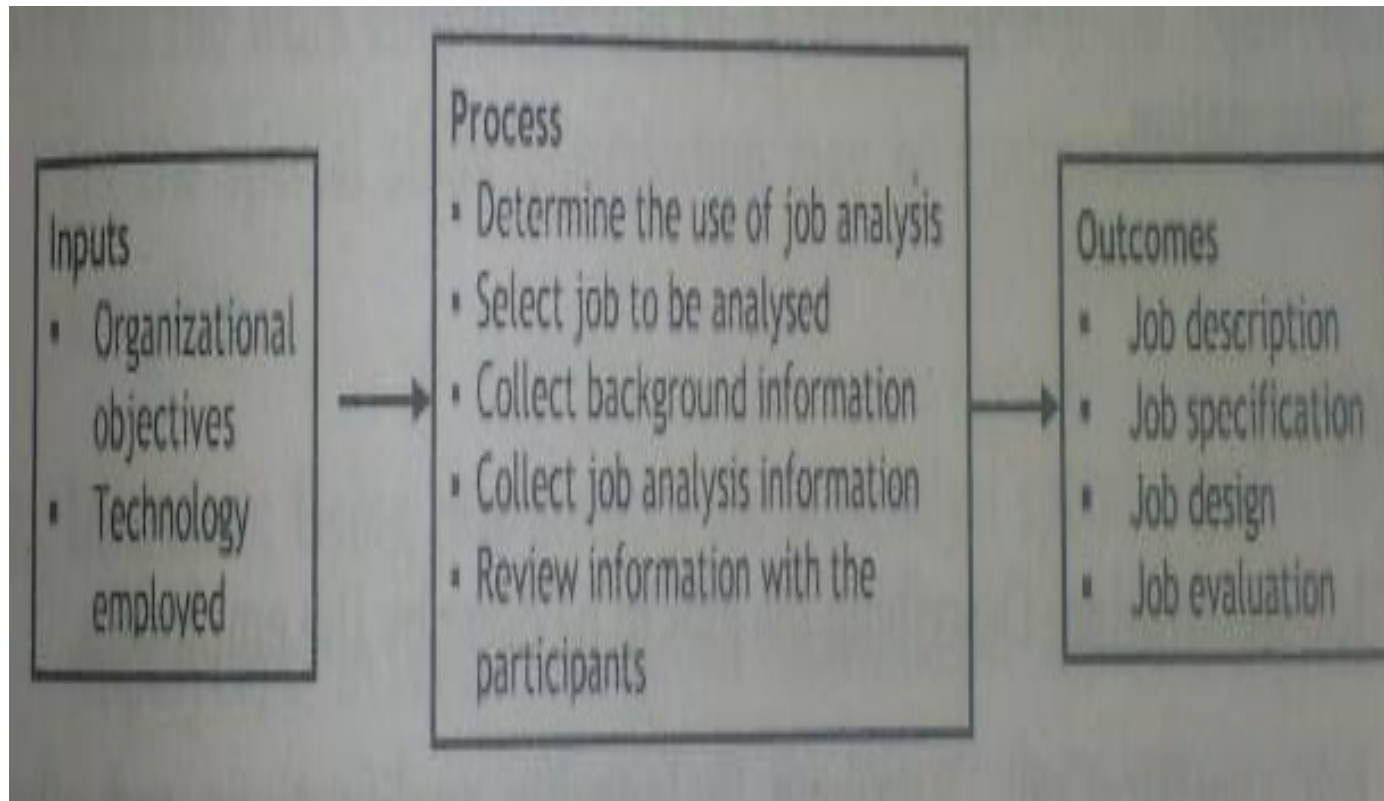 Inputs
▪ Organizational
objectives
▪ Technology
employed
Process
▪ Determine the use of job analysis
▪ Select job to be analysed
▪ Collect background information
▪ Collect job analysis information
▪ Review information with the
participants
Outcomes
▪ Job description
▪ Job specification
▪ Job design
▪ Job evaluation